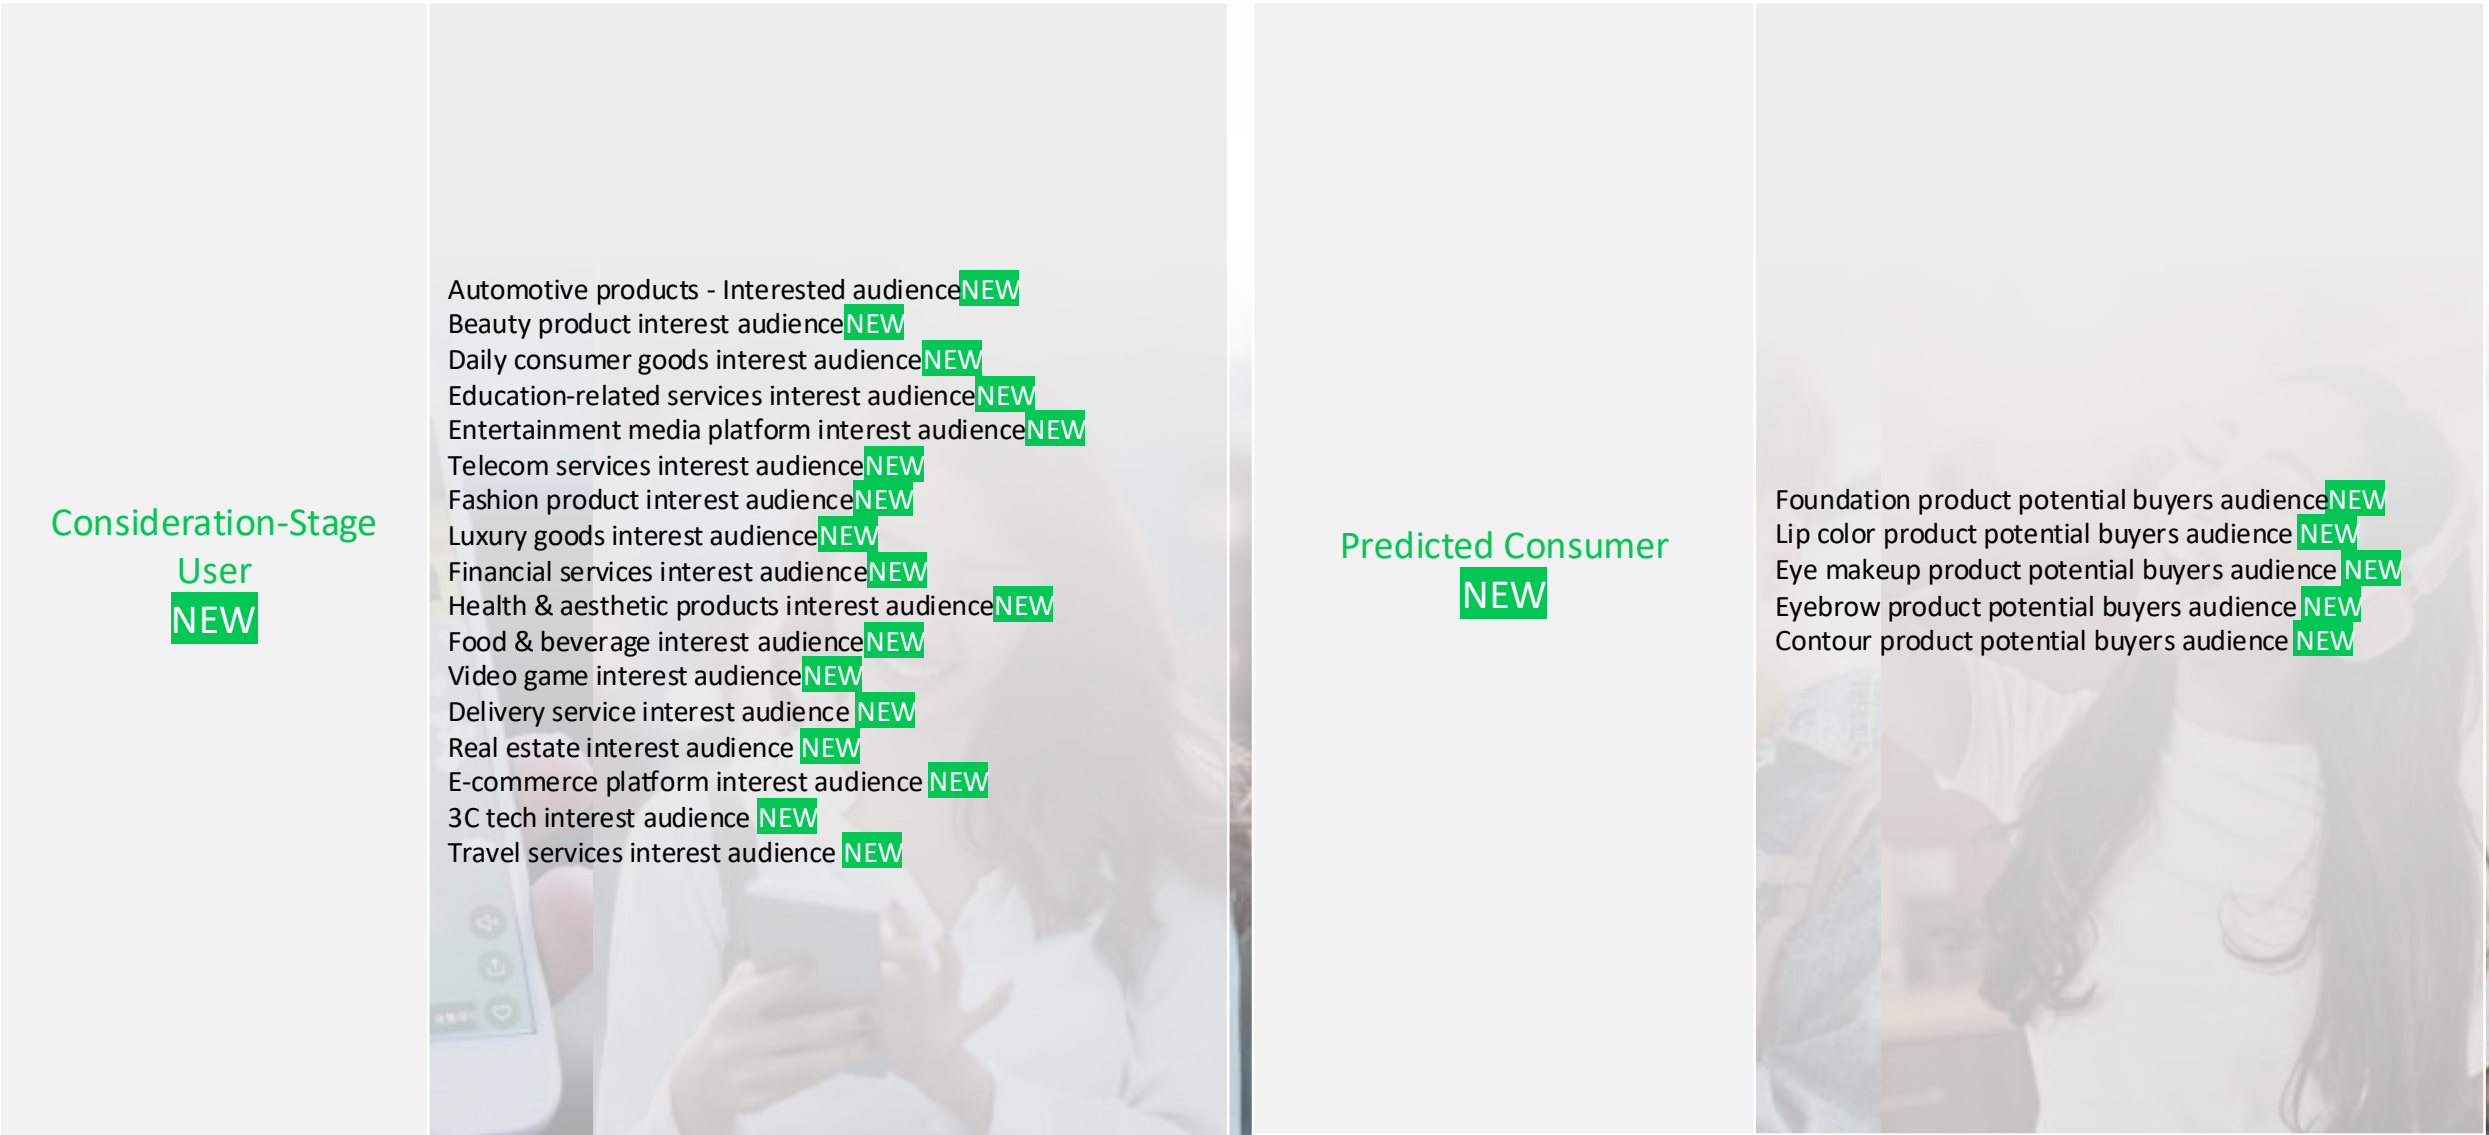 Consideration-Stage
User
NEW
Automotive products - Interested audienceNEW
Beauty product interest audienceNEW
Daily consumer goods interest audienceNEW
Education-related services interest audienceNEW
Entertainment media platform interest audienceNEW
Telecom services interest audienceNEW
Fashion product interest audienceNEW
Luxury goods interest audienceNEW
Financial services interest audienceNEW
Health & aesthetic products interest audienceNEW
Food & beverage interest audienceNEW
Video game interest audienceNEW
Delivery service interest audience NEW
Real estate interest audience NEW
E-commerce platform interest audience NEW
3C tech interest audience NEW
Travel services interest audience NEW
Predicted Consumer
NEW
Foundation product potential buyers audienceNEW
Lip color product potential buyers audience NEW
Eye makeup product potential buyers audience NEW
Eyebrow product potential buyers audience NEW
Contour product potential buyers audience NEW